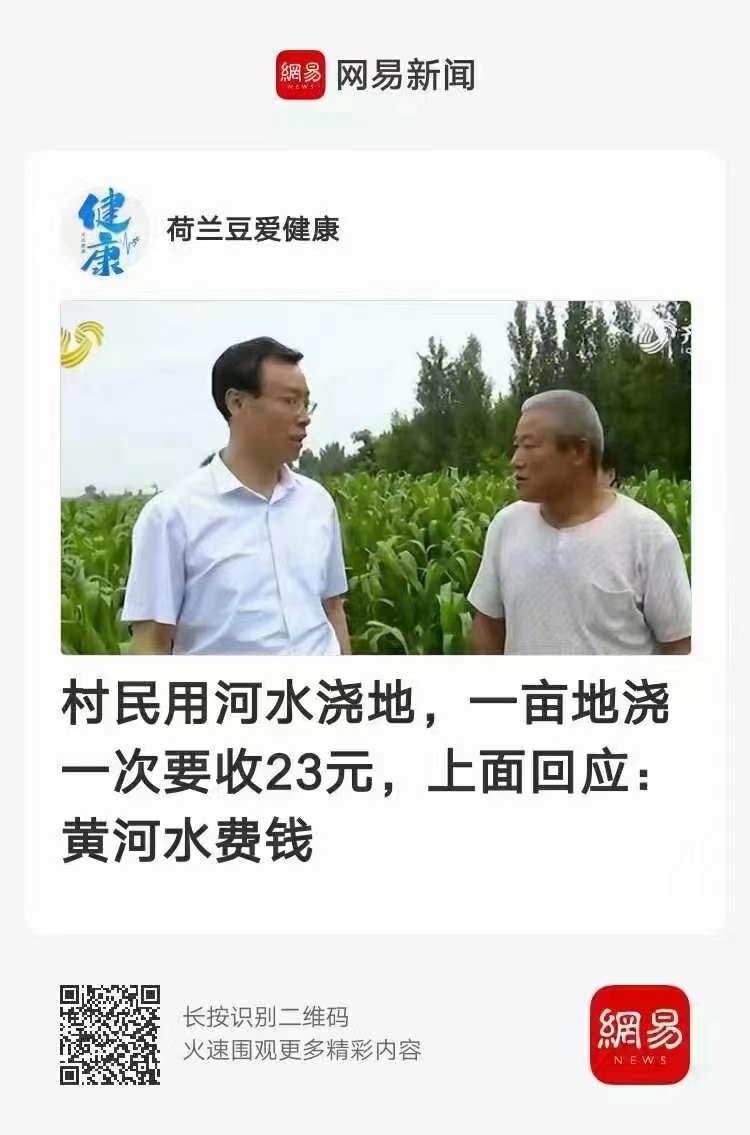 網易
NEWS
网易新闻
健康
荷兰豆爱健康
村民用河水浇地，一亩地浇
一次要收23元，上面回应：
黄河水费钱
长按识别二维码
火速围观更多精彩内容
網易
NEWS